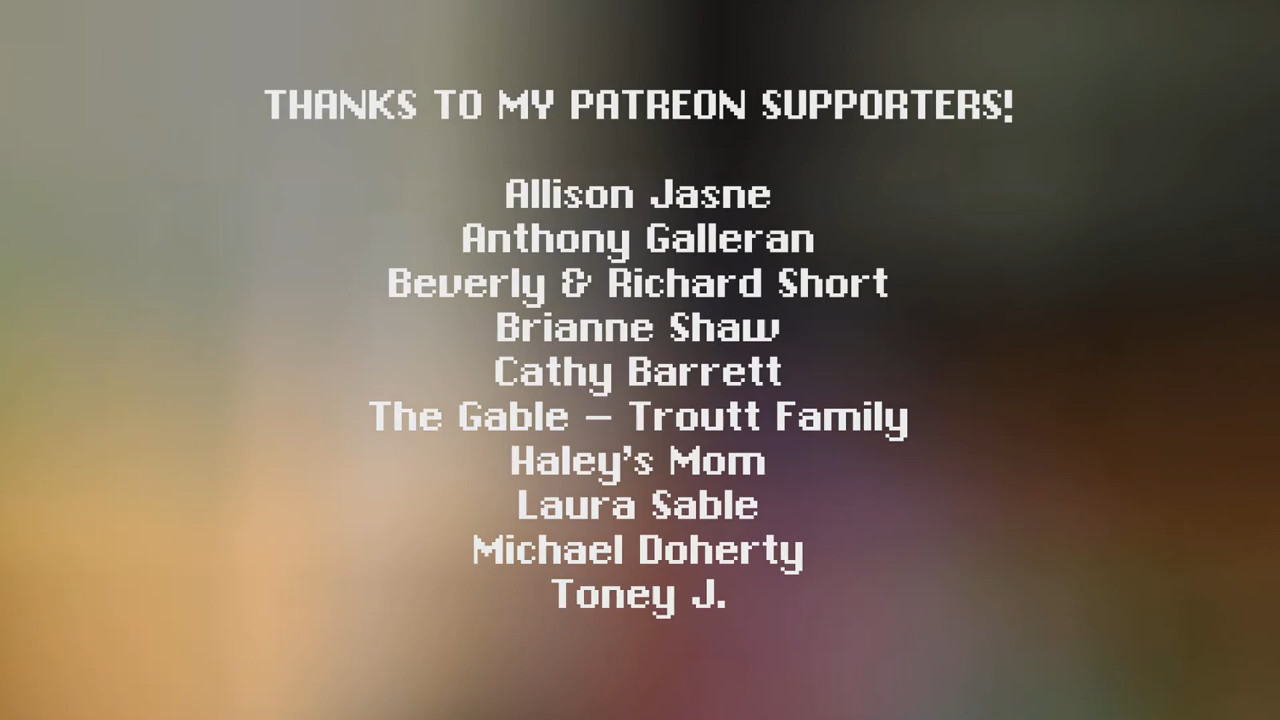 THANKS TO MY PATREON SUPPORTERS!
Allison Jasne
Anthony Galleran
Beverly & Richard Short
Brianne Shaw
Cathy Barrett
The Gable – Troutt Family
Haley's Mom
Laura Sable
Michael Doherty
Toney J.